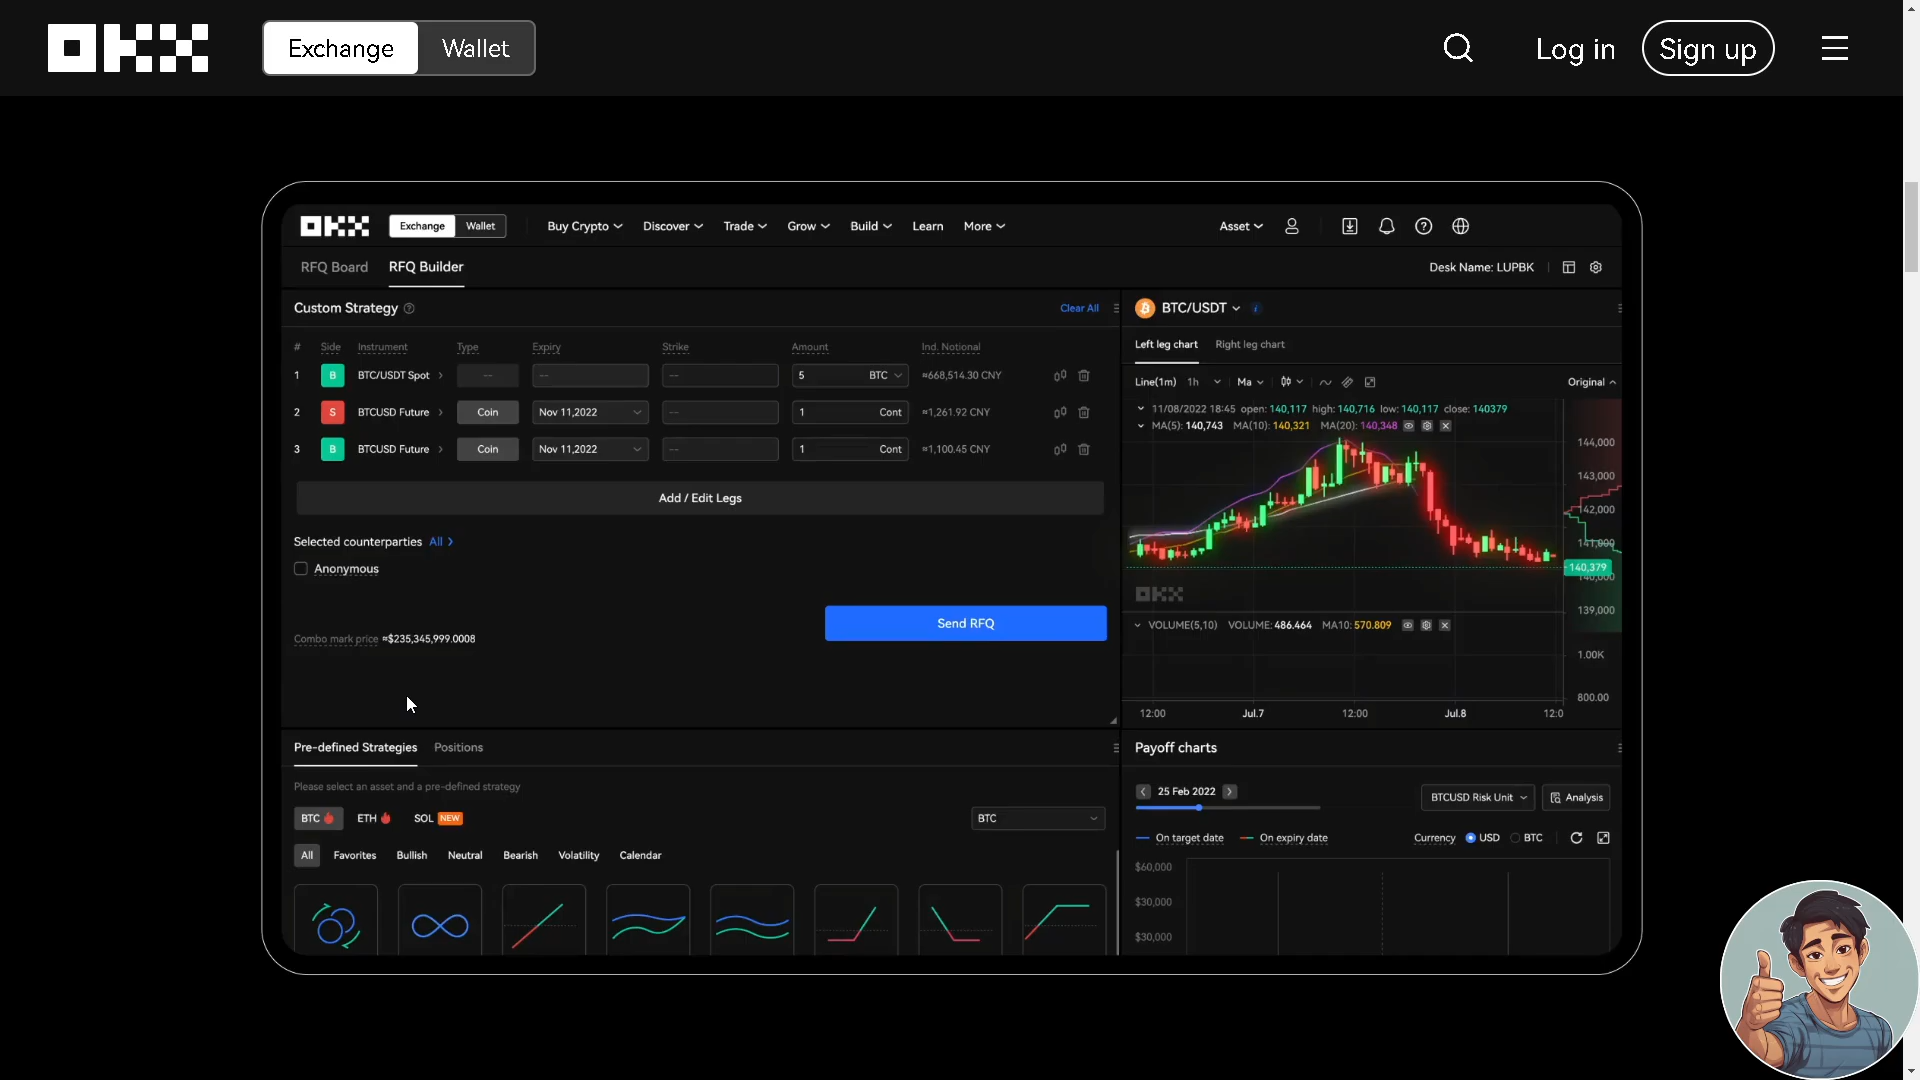 OKX Exchange Wallet Log in Sign up
OKX Exchange Wallet Buy Crypto Discover Trade Grow Build Learn More Asset
RFQ Board RFQ Builder Desk Name: LUPBK
Custom Strategy Clear All
# Side Instrument Type Expiry Strike Amount Ind. Notional
1 B BTC/USDT Spot -- -- -- 5 BTC ≈668,514.30 CNY
2 S BTCUSD Future Coin Nov 11,2022 -- 1 Cont ≈1,261.92 CNY
3 B BTCUSD Future Coin Nov 11,2022 -- 1 Cont ≈1,100.45 CNY
Add / Edit Legs
Selected counterparties All
Anonymous
Send RFQ
Combo mark price ≈$235,345,999.0008
BTC/USDT
Left leg chart Right leg chart
Line(1m) 1h Ma Original
11/08/2022 18:45 open: 140,117 high: 140,716 low: 140,117 close: 140379
MA(5): 140,743 MA(10): 140,321 MA(20): 140,348
144,000
143,000
142,000
141,000
140,379
140,000
139,000
OKX
VOLUME(5,10) VOLUME: 486.464 MA10: 570.809
1.00K
800.00
12:00 Jul.7 12:00 Jul.8 12:0
Pre-defined Strategies Positions
Please select an asset and a pre-defined strategy
BTC ETH SOL NEW BTC
All Favorites Bullish Neutral Bearish Volatility Calendar
Payoff charts
25 Feb 2022 BTCUSD Risk Unit Analysis
On target date On expiry date Currency USD BTC
$60,000
$30,000
$30,000